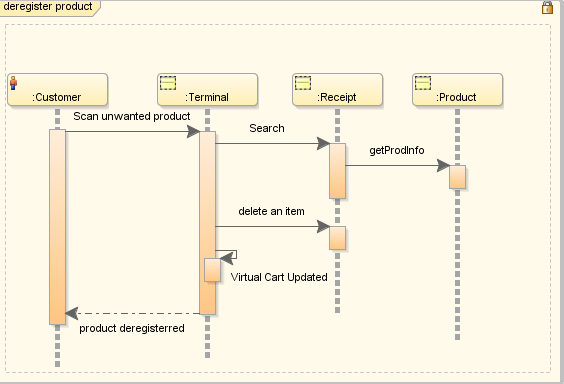 deregister product
:Customer
:Terminal
:Receipt
:Product
Scan unwanted product
Search
getProdInfo
delete an item
Virtual Cart Updated
product deregisterred